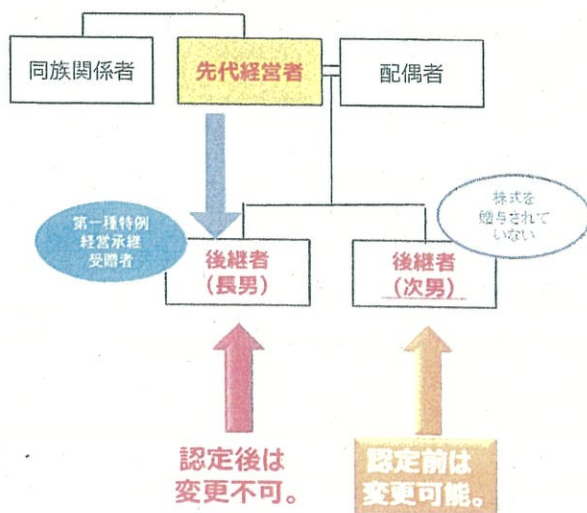 同族関係者
先代経営者
配偶者
第一種特例
経営承継
受贈者
株式を
贈与されて
いない
後継者
(長男)
後継者
(次男)
認定後は
変更不可。
認定前は
変更可能。